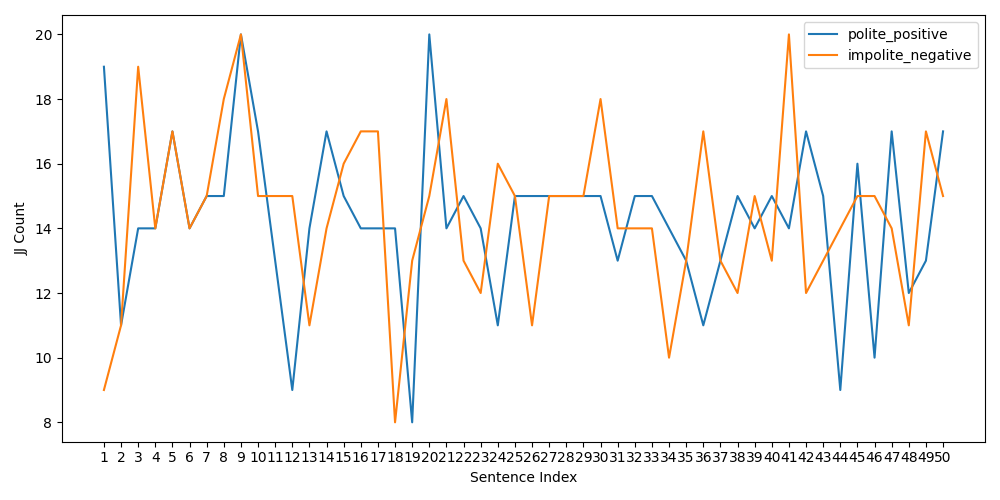 polite_positive
impolite_negative
20
18
16
14
12
10
8
JJ Count
1 2 3 4 5 6 7 8 9 10 11 12 13 14 15 16 17 18 19 20 21 22 23 24 25 26 27 28 29 30 31 32 33 34 35 36 37 38 39 40 41 42 43 44 45 46 47 48 49 50
Sentence Index